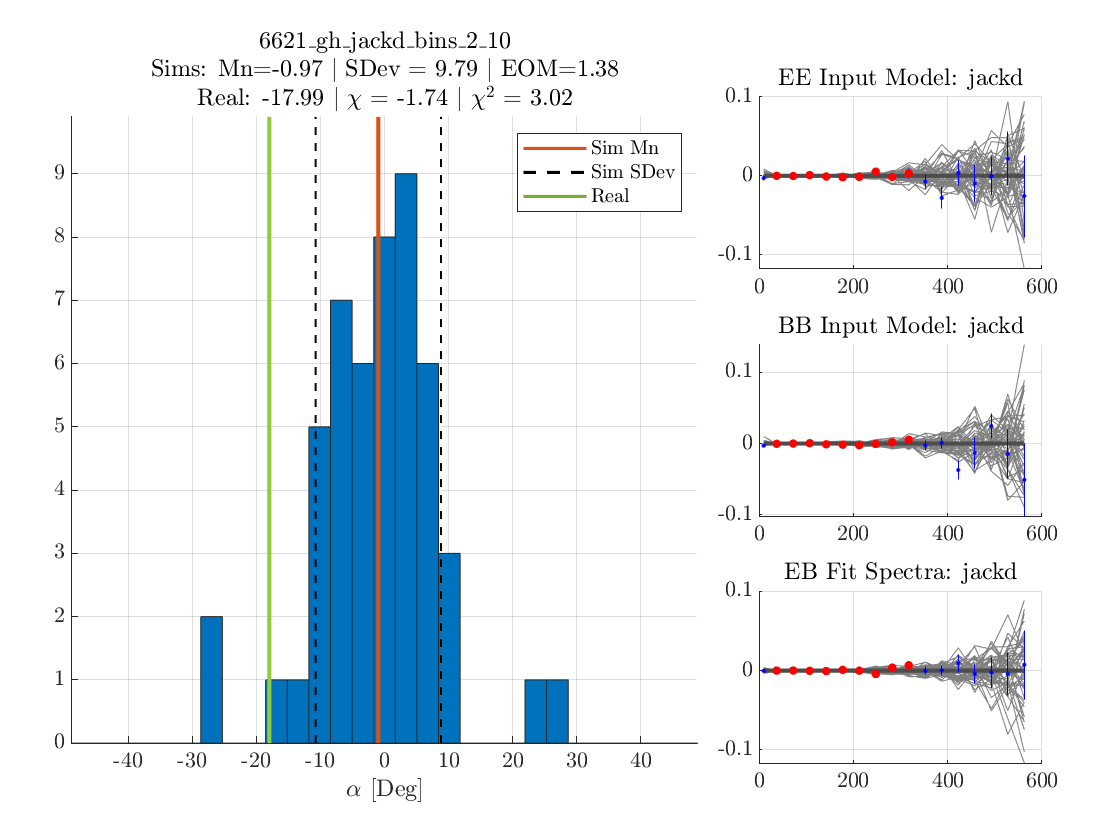 6621_gh_jackd_bins_2_10
Sims: Mn=-0.97 | SDev = 9.79 | EOM=1.38
Real: -17.99 | χ = -1.74 | χ² = 3.02
Sim Mn
Sim SDev
Real
9
8
7
6
5
4
3
2
1
0
-40 -30 -20 -10 0 10 20 30 40
α [Deg]
EE Input Model: jackd
0.1
0
-0.1
0 200 400 600
BB Input Model: jackd
0.1
0
-0.1
0 200 400 600
EB Fit Spectra: jackd
0.1
0
-0.1
0 200 400 600